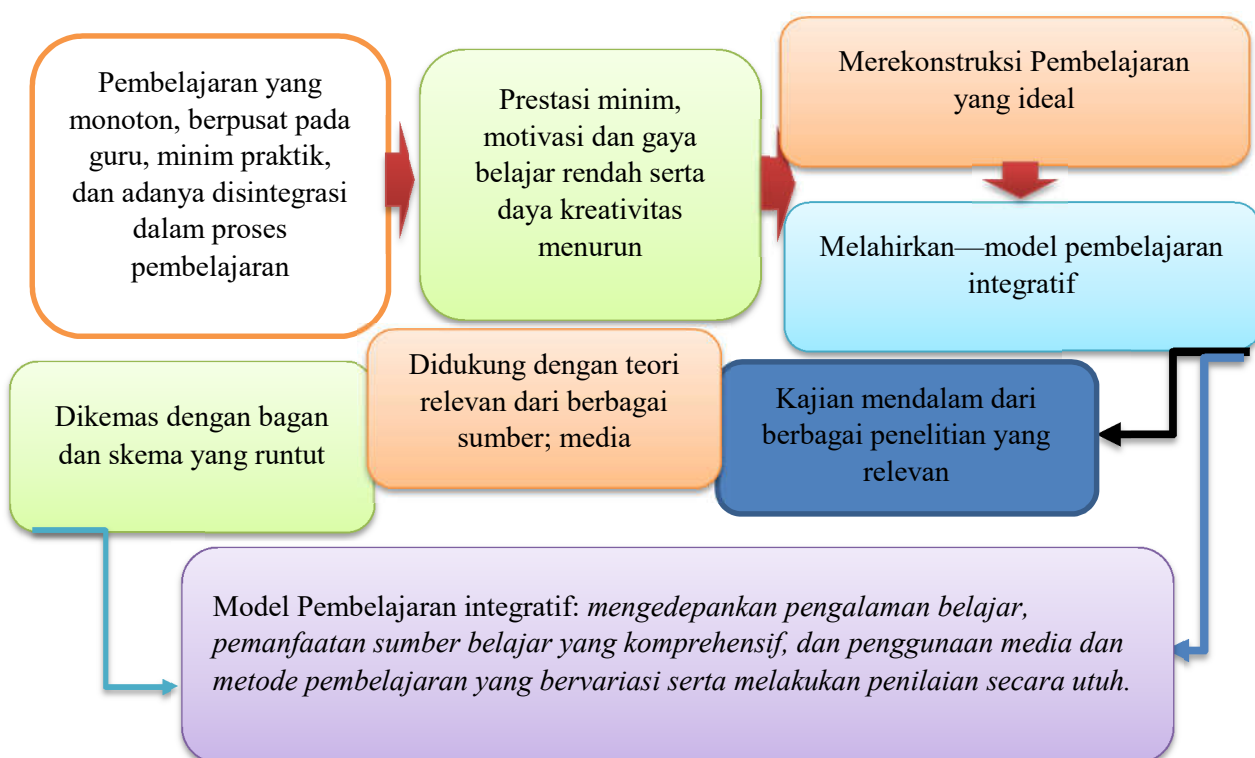 Pembelajaran yang
monoton, berpusat pada
guru, minim praktik,
dan adanya disintegrasi
dalam proses
pembelajaran
Prestasi minim,
motivasi dan gaya
belajar rendah serta
daya kreativitas
menurun
Merekonstruksi Pembelajaran
yang ideal
Melahirkan—model pembelajaran
integratif
Kajian mendalam dari
berbagai penelitian yang
relevan
Didukung dengan teori
relevan dari berbagai
sumber; media
Dikemas dengan bagan
dan skema yang runtut
Model Pembelajaran integratif: mengedepankan pengalaman belajar,
pemanfaatan sumber belajar yang komprehensif, dan penggunaan media dan
metode pembelajaran yang bervariasi serta melakukan penilaian secara utuh.